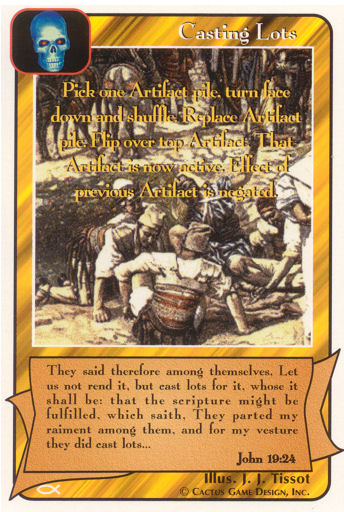 Casting Lots
Pick one Artifact pile, turn face
down and shuffle. Replace Artifact
pile. Flip over top Artifact. That
Artifact is now active. Effect of
previous Artifact is negated.
They said therefore among themselves, Let
us not rend it, but cast lots for it, whose it
shall be: that the scripture might be
fulfilled, which saith, They parted my
raiment among them, and for my vesture
they did cast lots...
John 19:24
Illus. J. J. Tissot
© Cactus Game Design, Inc.